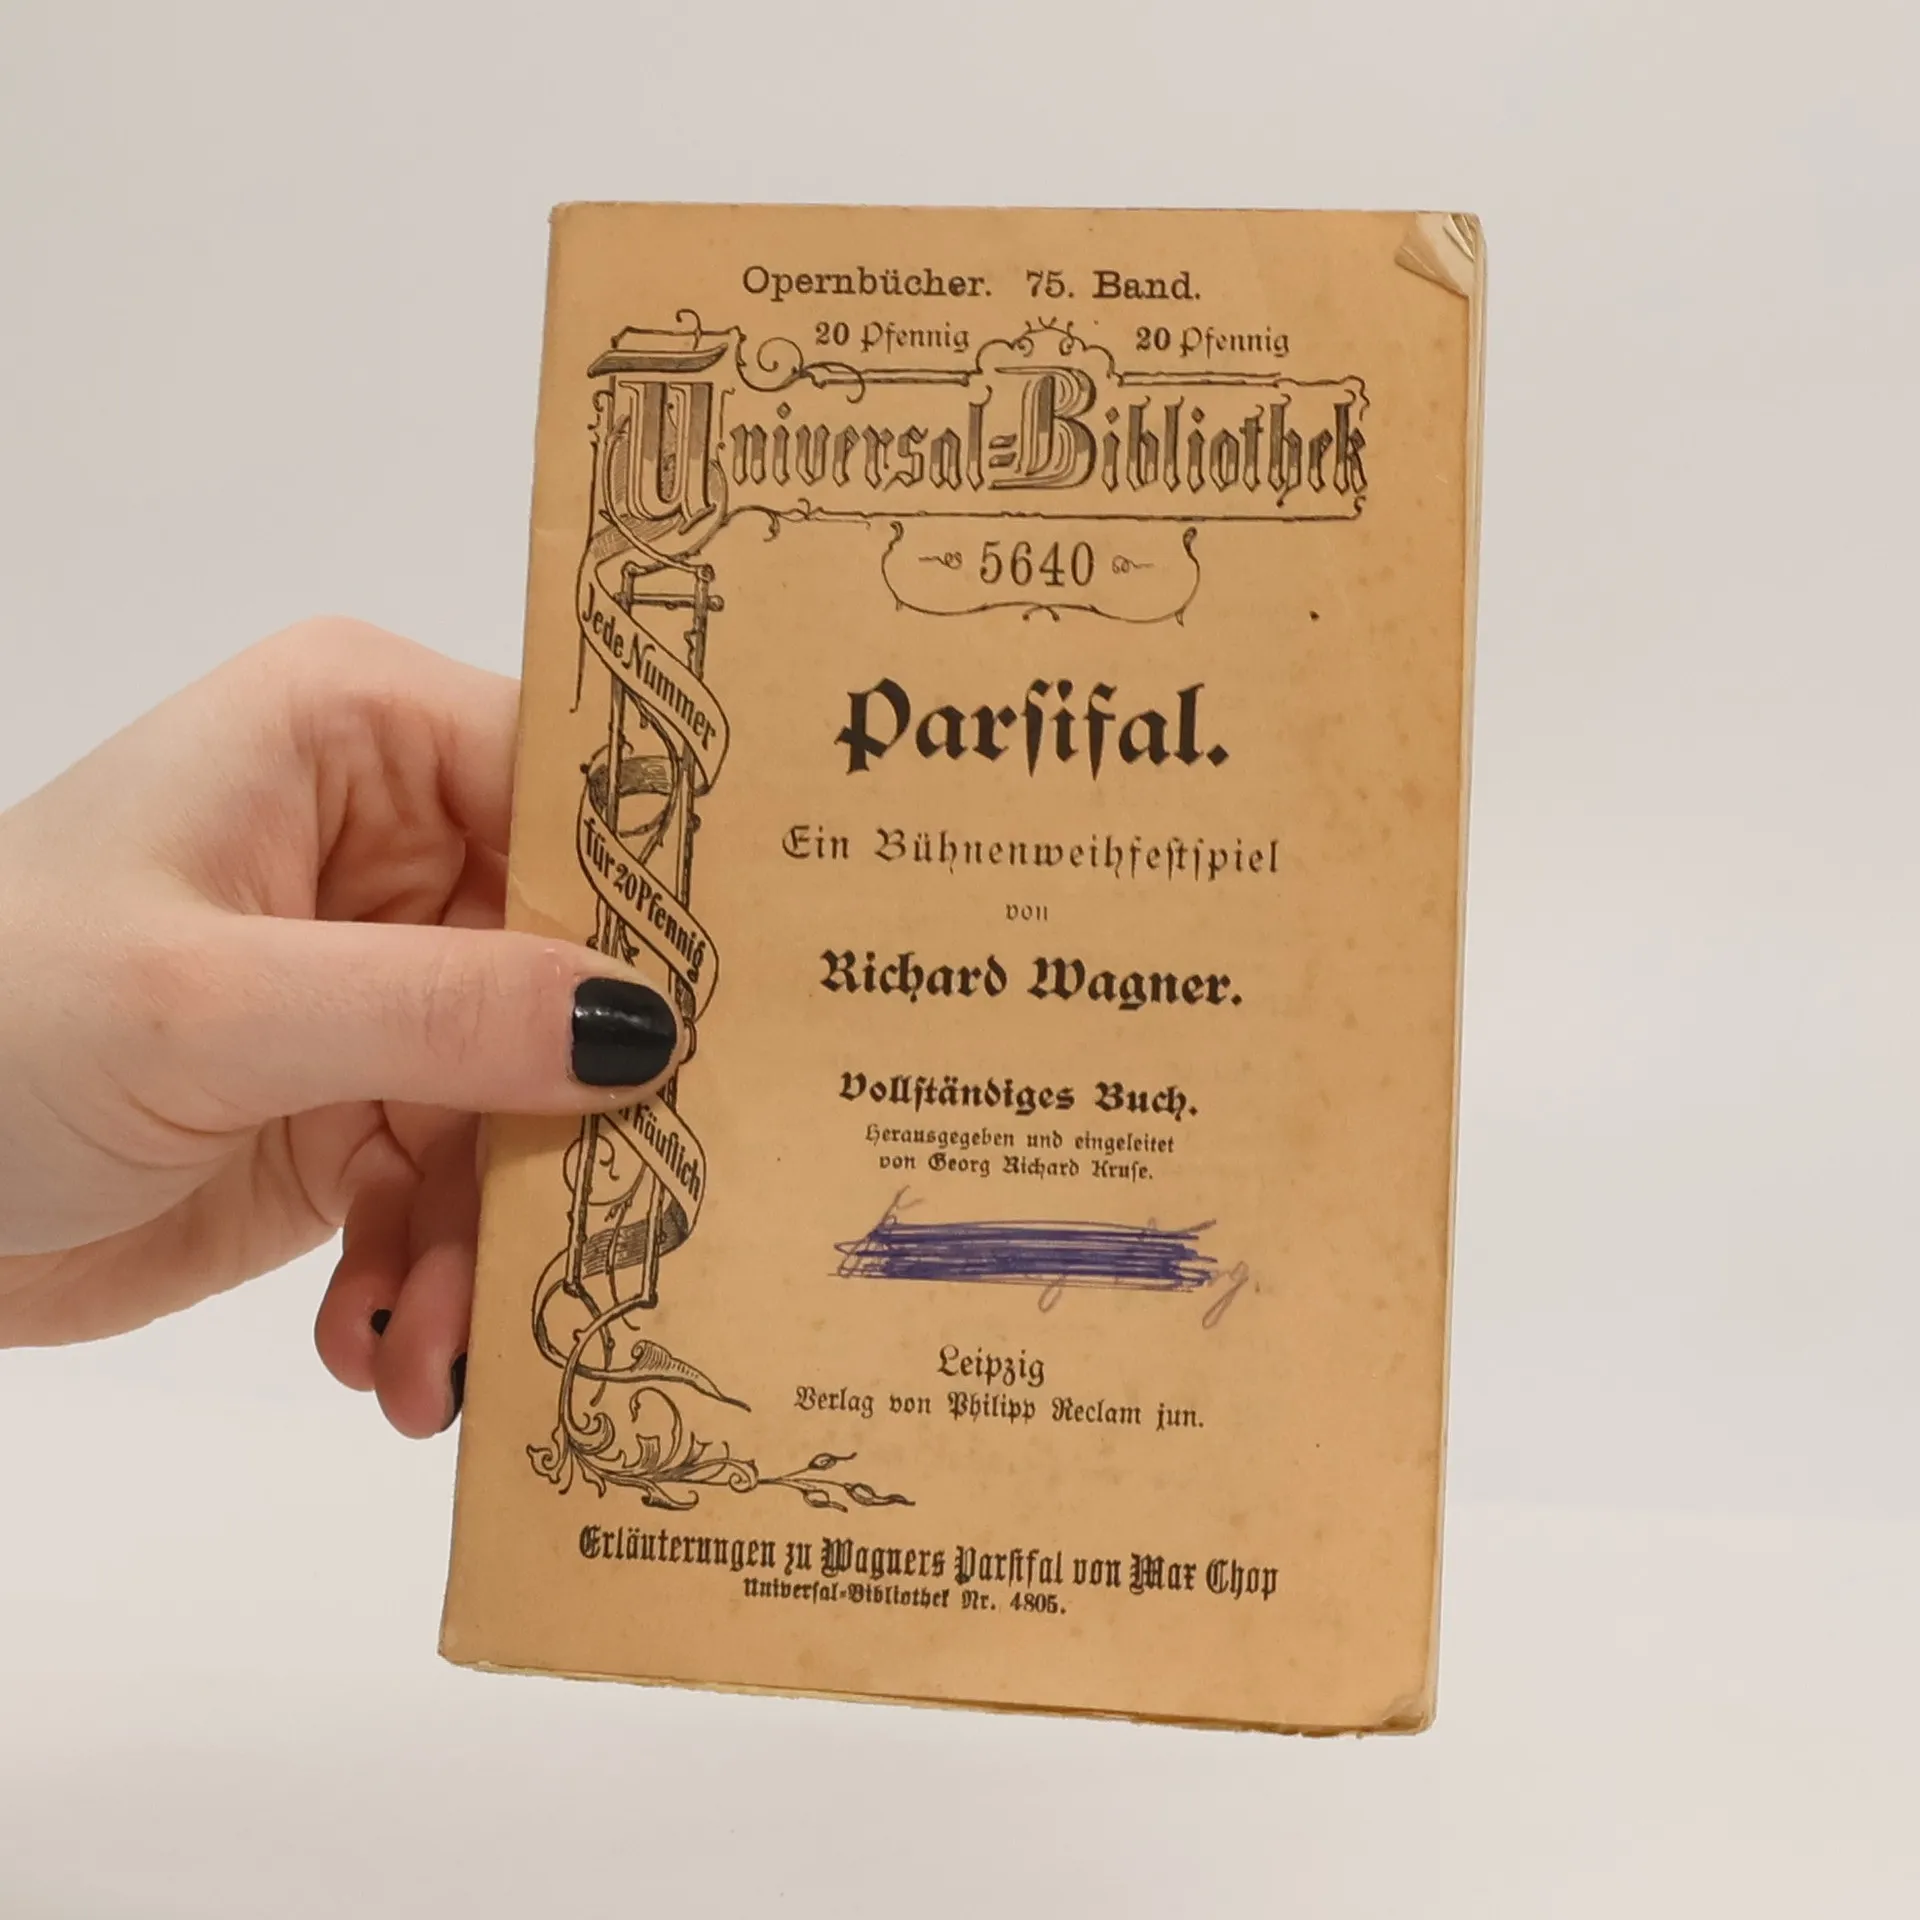 Opernbücher. 75. Band.
20 Pfennig 20 Pfennig
Universal=Bibliothek
5640
Jede Nummer
für 20 Pfennig
käuflich
Parſifal.
Ein Bühnenweihfeſtſpiel
von
Richard Wagner.
Vollſtändiges Buch.
Herausgegeben und eingeleitet
von Georg Richard Kruſe.
Leipzig
Verlag von Philipp Reclam jun.
Erläuterungen zu Wagners Parſifal von Max Chop
Univerſal=Bibliothek Nr. 4805.